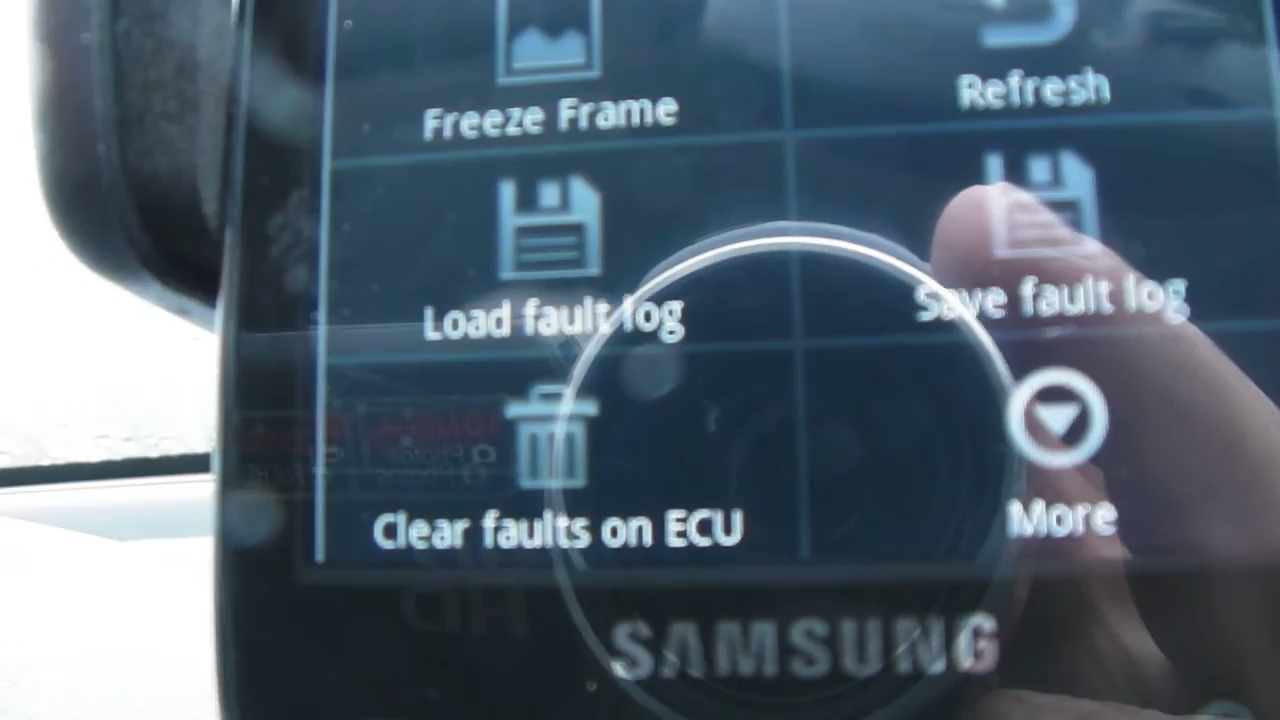 Freeze Frame
Refresh
Load fault log
Save fault log
Clear faults on ECU
More
SAMSUNG